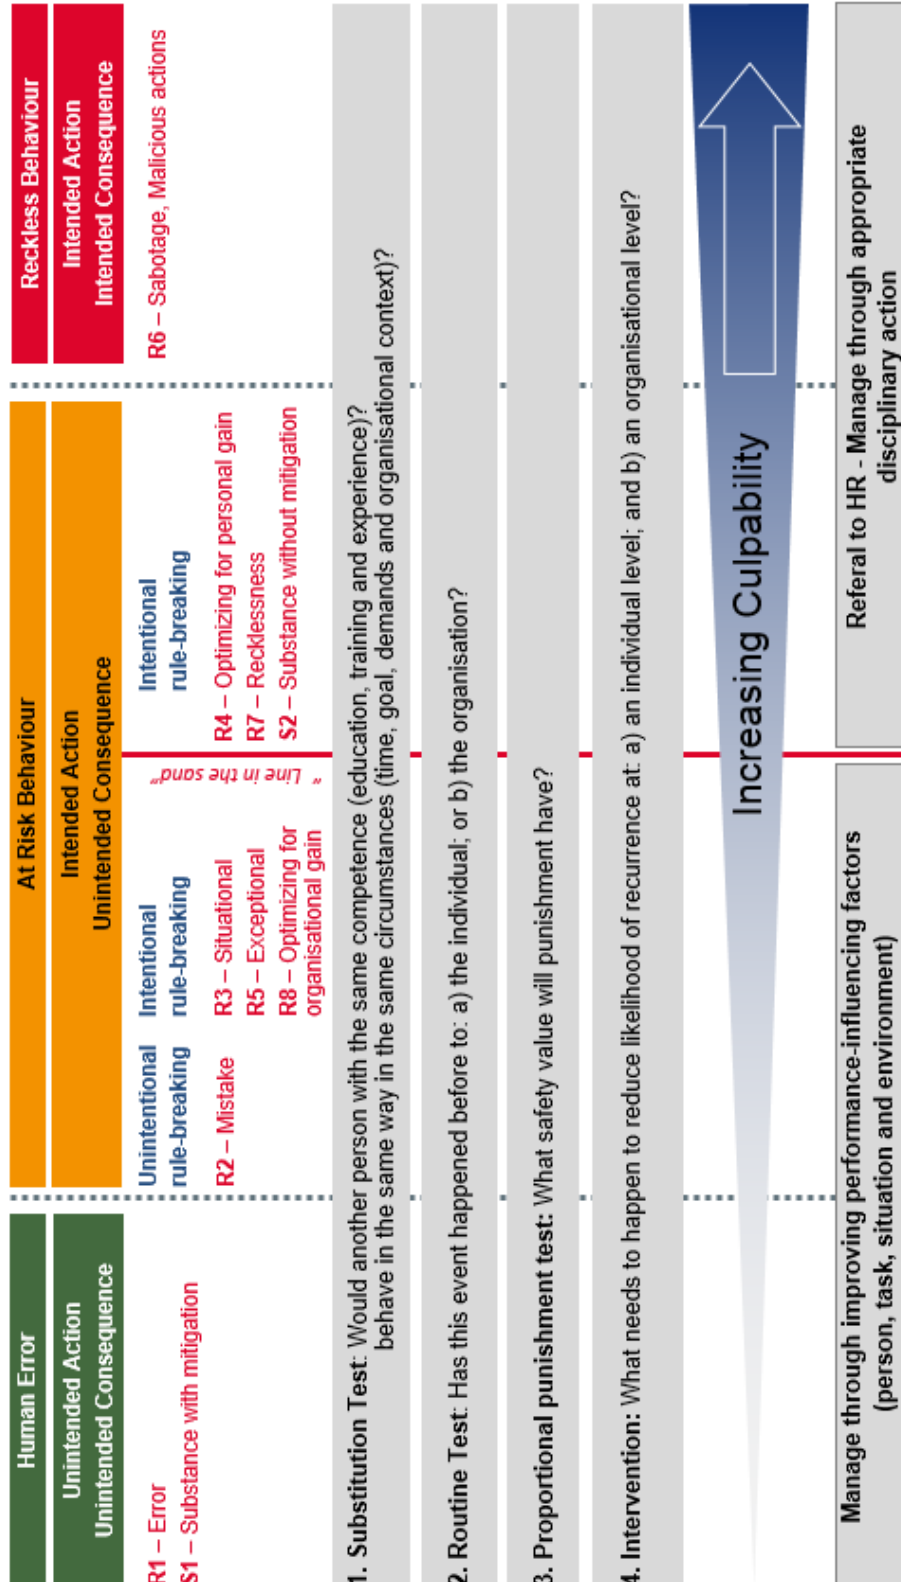 Human Error
Unintended Action
Unintended Consequence
R1 – Error
S1 – Substance with mitigation
At Risk Behaviour
Intended Action
Unintended Consequence
Unintentional
rule-breaking
R2 – Mistake
Intentional
rule-breaking
R3 – Situational
R5 – Exceptional
R8 – Optimizing for
organisational gain
" Line in the sand"
Intentional
rule-breaking
R4 – Optimizing for personal gain
R7 – Recklessness
S2 – Substance without mitigation
Reckless Behaviour
Intended Action
Intended Consequence
R6 – Sabotage, Malicious actions
1. Substitution Test: Would another person with the same competence (education, training and experience)?
behave in the same way in the same circumstances (time, goal, demands and organisational context)?
2. Routine Test: Has this event happened before to: a) the individual; or b) the organisation?
3. Proportional punishment test: What safety value will punishment have?
4. Intervention: What needs to happen to reduce likelihood of recurrence at: a) an individual level; and b) an organisational level?
Increasing Culpability
Manage through improving performance-influencing factors
(person, task, situation and environment)
Referal to HR - Manage through appropriate
disciplinary action